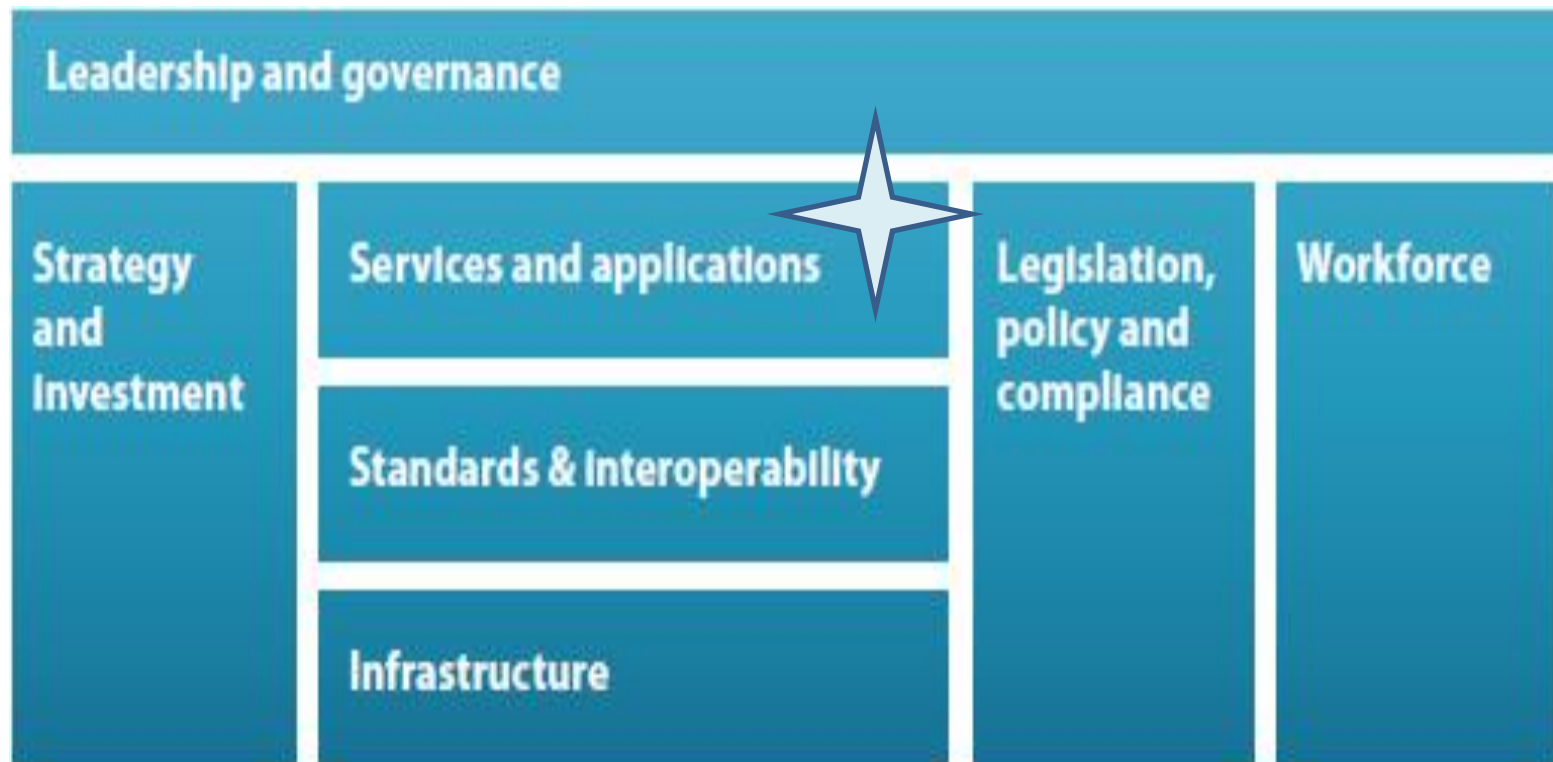 Leadership and governance
Strategy
and
investment
Services and applications
Standards & interoperability
Infrastructure
Legislation,
policy and
compliance
Workforce